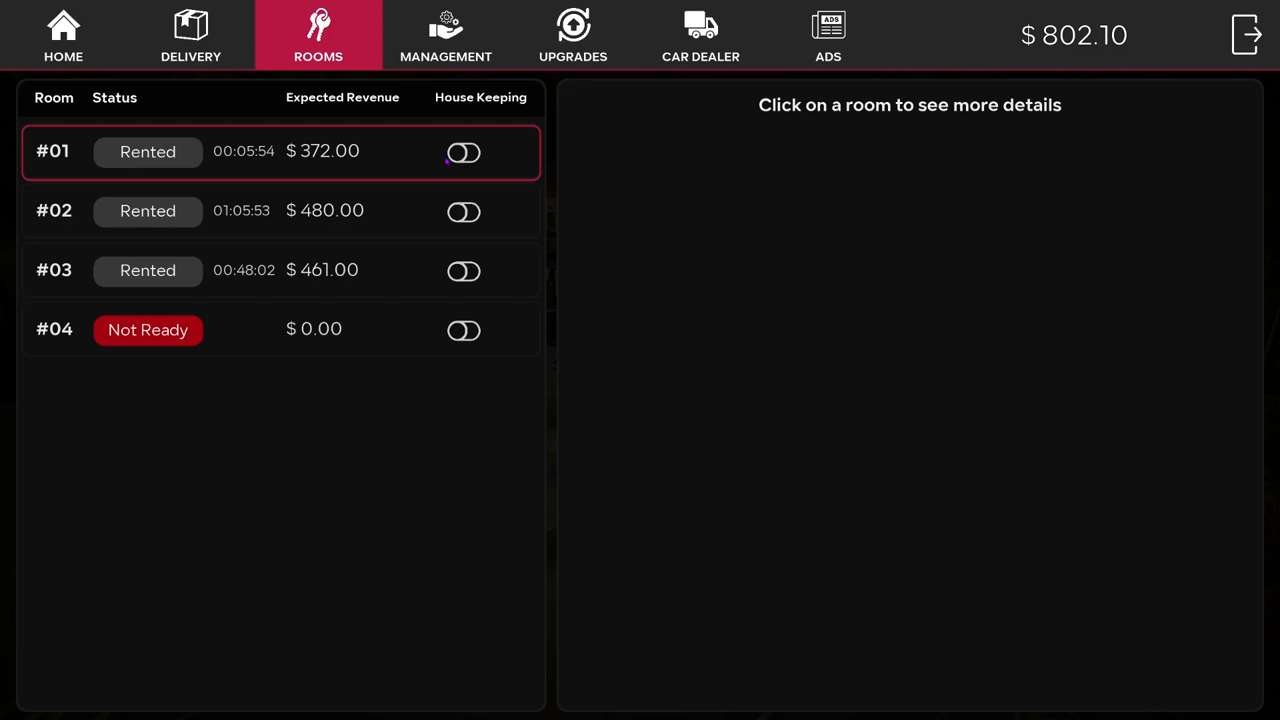 HOME DELIVERY ROOMS MANAGEMENT UPGRADES CAR DEALER ADS $ 802.10
ADS
Room Status Expected Revenue House Keeping
#01 Rented 00:05:54 $ 372.00
#02 Rented 01:05:53 $ 480.00
#03 Rented 00:48:02 $ 461.00
#04 Not Ready $ 0.00
Click on a room to see more details